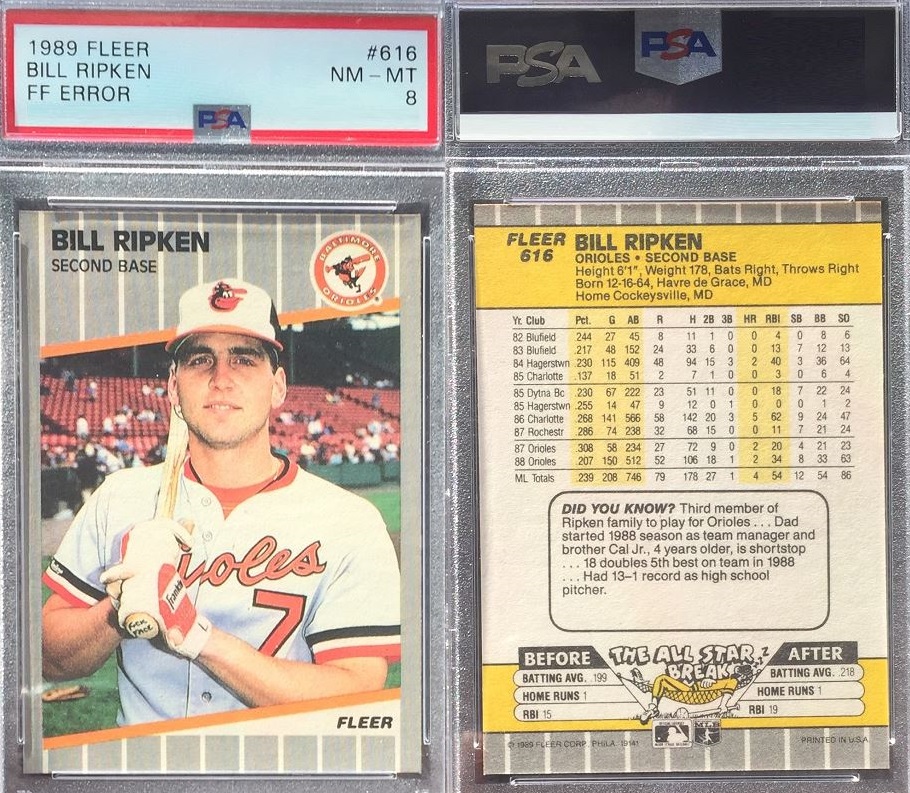 1989 FLEER #616
BILL RIPKEN NM-MT
FF ERROR 8
PSA
BILL RIPKEN
SECOND BASE
BALTIMORE
ORIOLES
Orioles
7
Franklin
FUCK
FACE
FLEER
PSA PSA
FLEER
616
BILL RIPKEN
ORIOLES • SECOND BASE
Height 6'1", Weight 178, Bats Right, Throws Right
Born 12-16-64, Havre de Grace, MD
Home Cockeysville, MD
Yr. Club Pct. G AB R H 2B 3B HR RBI SB BB SO
82 Blufield .244 27 45 8 11 1 0 0 4 0 8 6
83 Blufield .217 48 152 24 33 6 0 0 13 7 12 13
84 Hagerstwn .230 115 409 48 94 15 3 2 40 3 36 64
85 Charlotte .137 18 51 2 7 1 0 0 3 0 6 4
85 Dytna Bc .230 67 222 23 51 11 0 0 18 7 22 24
85 Hagerstwn .255 14 47 9 12 0 1 0 0 0 1 2
86 Charlotte .268 141 566 58 142 20 3 5 62 9 24 47
87 Rochestr .286 74 238 32 68 15 0 0 11 7 21 24
87 Orioles .308 58 234 27 72 9 0 2 20 4 21 23
88 Orioles .207 150 512 52 106 18 1 2 34 8 33 63
ML Totals .239 208 746 79 178 27 1 4 54 12 54 86
DID YOU KNOW? Third member of
Ripken family to play for Orioles . . . Dad
started 1988 season as team manager and
brother Cal Jr., 4 years older, is shortstop
. . . 18 doubles 5th best on team in 1988
. . . Had 13-1 record as high school
pitcher.
BEFORE THE ALL STAR BREAK AFTER
BATTING AVG. .199 BATTING AVG. .218
HOME RUNS 1 HOME RUNS 1
RBI 15 RBI 19
MLB
© 1989 FLEER CORP. PHILA. 19141 PRINTED IN U.S.A.